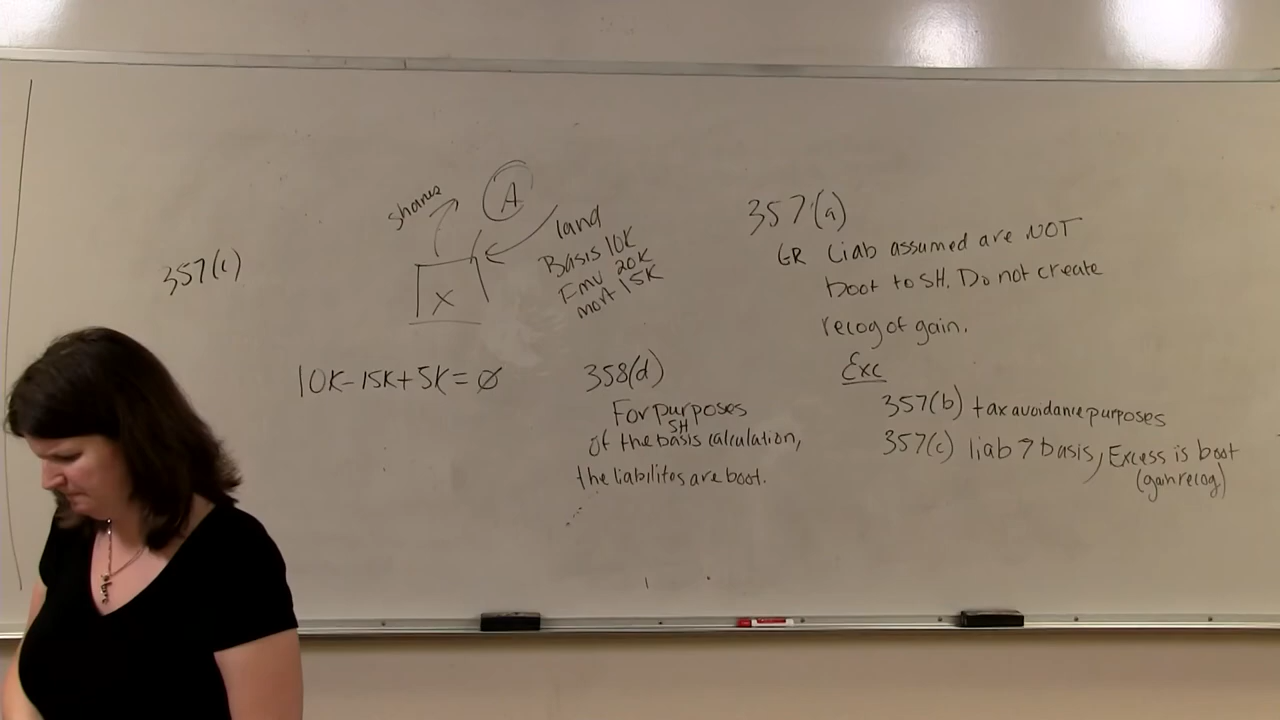 357(c)
shares
A
X
land
Basis 10K
Fmv 20K
mort 15K
10K-15K+5K=∅
358(d)
For purposes
SH
of the basis calculation,
the liabilites are boot.
357(a)
GR Liab assumed are NOT
boot to SH. Do not create
recog of gain.
Exc
357(b) tax avoidance purposes
357(c) liab > basis, Excess is boot
(gain recog)